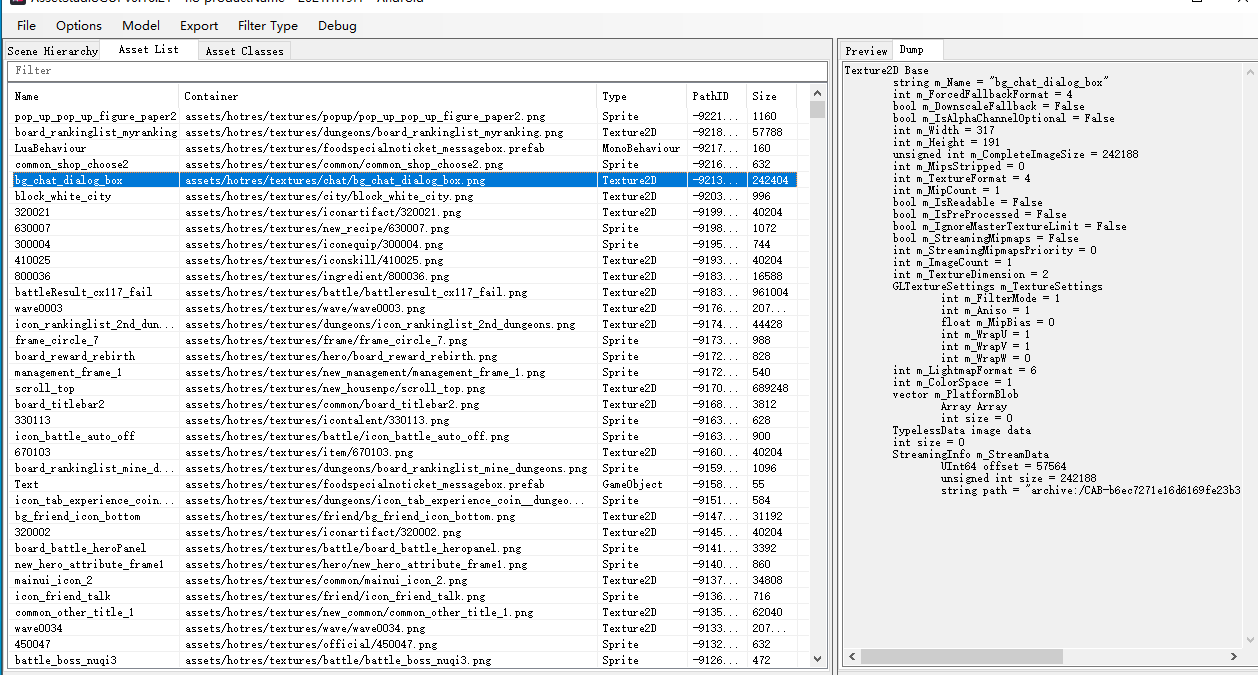 File Options Model Export Filter Type Debug
Scene Hierarchy Asset List Asset Classes
Filter
Name Container Type PathID Size
pop_up_pop_up_figure_paper2 assets/hotres/textures/popup/pop_up_pop_up_figure_paper2.png Sprite -9221... 1160
board_rankinglist_myranking assets/hotres/textures/dungeons/board_rankinglist_myranking.png Texture2D -9218... 57788
LuaBehaviour assets/hotres/textures/foodspecialnoticket_messagebox.prefab MonoBehaviour -9217... 160
common_shop_choose2 assets/hotres/textures/common/common_shop_choose2.png Sprite -9216... 632
bg_chat_dialog_box assets/hotres/textures/chat/bg_chat_dialog_box.png Texture2D -9213... 242404
block_white_city assets/hotres/textures/city/block_white_city.png Texture2D -9203... 996
320021 assets/hotres/textures/iconartifact/320021.png Texture2D -9199... 40204
630007 assets/hotres/textures/new_recipe/630007.png Sprite -9198... 1072
300004 assets/hotres/textures/iconequip/300004.png Sprite -9195... 744
410025 assets/hotres/textures/iconskill/410025.png Texture2D -9193... 40204
800036 assets/hotres/textures/ingredient/800036.png Texture2D -9183... 16588
battleResult_cx117_fail assets/hotres/textures/battle/battleresult_cx117_fail.png Texture2D -9183... 961004
wave0003 assets/hotres/textures/wave/wave0003.png Texture2D -9176... 207...
icon_rankinglist_2nd_dun... assets/hotres/textures/dungeons/icon_rankinglist_2nd_dungeons.png Texture2D -9174... 44428
frame_circle_7 assets/hotres/textures/frame/frame_circle_7.png Sprite -9173... 988
board_reward_rebirth assets/hotres/textures/hero/board_reward_rebirth.png Sprite -9172... 828
management_frame_1 assets/hotres/textures/new_management/management_frame_1.png Sprite -9172... 540
scroll_top assets/hotres/textures/new_housenpc/scroll_top.png Texture2D -9170... 689248
board_titlebar2 assets/hotres/textures/common/board_titlebar2.png Texture2D -9168... 3812
330113 assets/hotres/textures/icontalent/330113.png Sprite -9163... 628
icon_battle_auto_off assets/hotres/textures/battle/icon_battle_auto_off.png Sprite -9163... 900
670103 assets/hotres/textures/item/670103.png Texture2D -9160... 40204
board_rankinglist_mine_d... assets/hotres/textures/dungeons/board_rankinglist_mine_dungeons.png Sprite -9159... 1096
Text assets/hotres/textures/foodspecialnoticket_messagebox.prefab GameObject -9158... 55
icon_tab_experience_coin... assets/hotres/textures/dungeons/icon_tab_experience_coin__dungeo... Sprite -9151... 584
bg_friend_icon_bottom assets/hotres/textures/friend/bg_friend_icon_bottom.png Texture2D -9147... 31192
320002 assets/hotres/textures/iconartifact/320002.png Texture2D -9145... 40204
board_battle_heroPanel assets/hotres/textures/battle/board_battle_heropanel.png Sprite -9141... 3392
new_hero_attribute_frame1 assets/hotres/textures/hero/new_hero_attribute_frame1.png Sprite -9140... 860
mainui_icon_2 assets/hotres/textures/common/mainui_icon_2.png Texture2D -9137... 34808
icon_friend_talk assets/hotres/textures/friend/icon_friend_talk.png Sprite -9136... 716
common_other_title_1 assets/hotres/textures/new_common/common_other_title_1.png Texture2D -9135... 62040
wave0034 assets/hotres/textures/wave/wave0034.png Texture2D -9133... 207...
450047 assets/hotres/textures/official/450047.png Sprite -9132... 632
battle_boss_nuqi3 assets/hotres/textures/battle/battle_boss_nuqi3.png Sprite -9126... 472
Preview Dump
Texture2D Base
string m_Name = "bg_chat_dialog_box"
int m_ForcedFallbackFormat = 4
bool m_DownscaleFallback = False
bool m_IsAlphaChannelOptional = False
int m_Width = 317
int m_Height = 191
unsigned int m_CompleteImageSize = 242188
int m_MipsStripped = 0
int m_TextureFormat = 4
int m_MipCount = 1
bool m_IsReadable = False
bool m_IsPreProcessed = False
bool m_IgnoreMasterTextureLimit = False
bool m_StreamingMipmaps = False
int m_StreamingMipmapsPriority = 0
int m_ImageCount = 1
int m_TextureDimension = 2
GLTextureSettings m_TextureSettings
int m_FilterMode = 1
int m_Aniso = 1
float m_MipBias = 0
int m_WrapU = 1
int m_WrapV = 1
int m_WrapW = 0
int m_LightmapFormat = 6
int m_ColorSpace = 1
vector m_PlatformBlob
Array Array
int size = 0
TypelessData image data
int size = 0
StreamingInfo m_StreamData
UInt64 offset = 57564
unsigned int size = 242188
string path = "archive:/CAB-b6ec7271e16d6169fe23b3